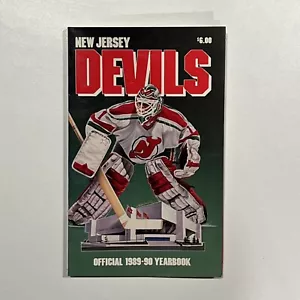 NEW JERSEY
$6.00
DEVILS
OFFICIAL 1989-90 YEARBOOK